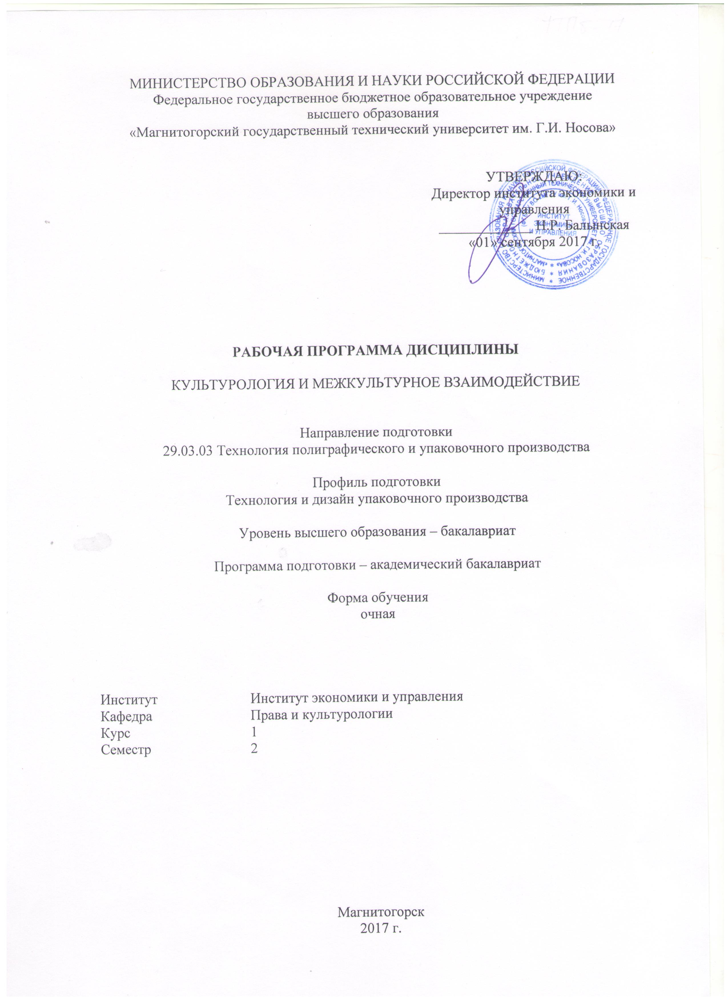 МИНИСТЕРСТВО ОБРАЗОВАНИЯ И НАУКИ РОССИЙСКОЙ ФЕДЕРАЦИИ
Федеральное государственное бюджетное образовательное учреждение
высшего образования
«Магнитогорский государственный технический университет им. Г.И. Носова»
УТВЕРЖДАЮ:
Директор института экономики и
управления
Н.Р. Балынская
«01» сентября 2017 г.
ИНСТИТУТ
ЭКОНОМИКИ
И УПРАВЛЕНИЯ
РАБОЧАЯ ПРОГРАММА ДИСЦИПЛИНЫ
КУЛЬТУРОЛОГИЯ И МЕЖКУЛЬТУРНОЕ ВЗАИМОДЕЙСТВИЕ
Направление подготовки
29.03.03 Технология полиграфического и упаковочного производства
Профиль подготовки
Технология и дизайн упаковочного производства
Уровень высшего образования – бакалавриат
Программа подготовки – академический бакалавриат
Форма обучения
очная
Институт Институт экономики и управления
Кафедра Права и культурологии
Курс 1
Семестр 2
Магнитогорск
2017 г.